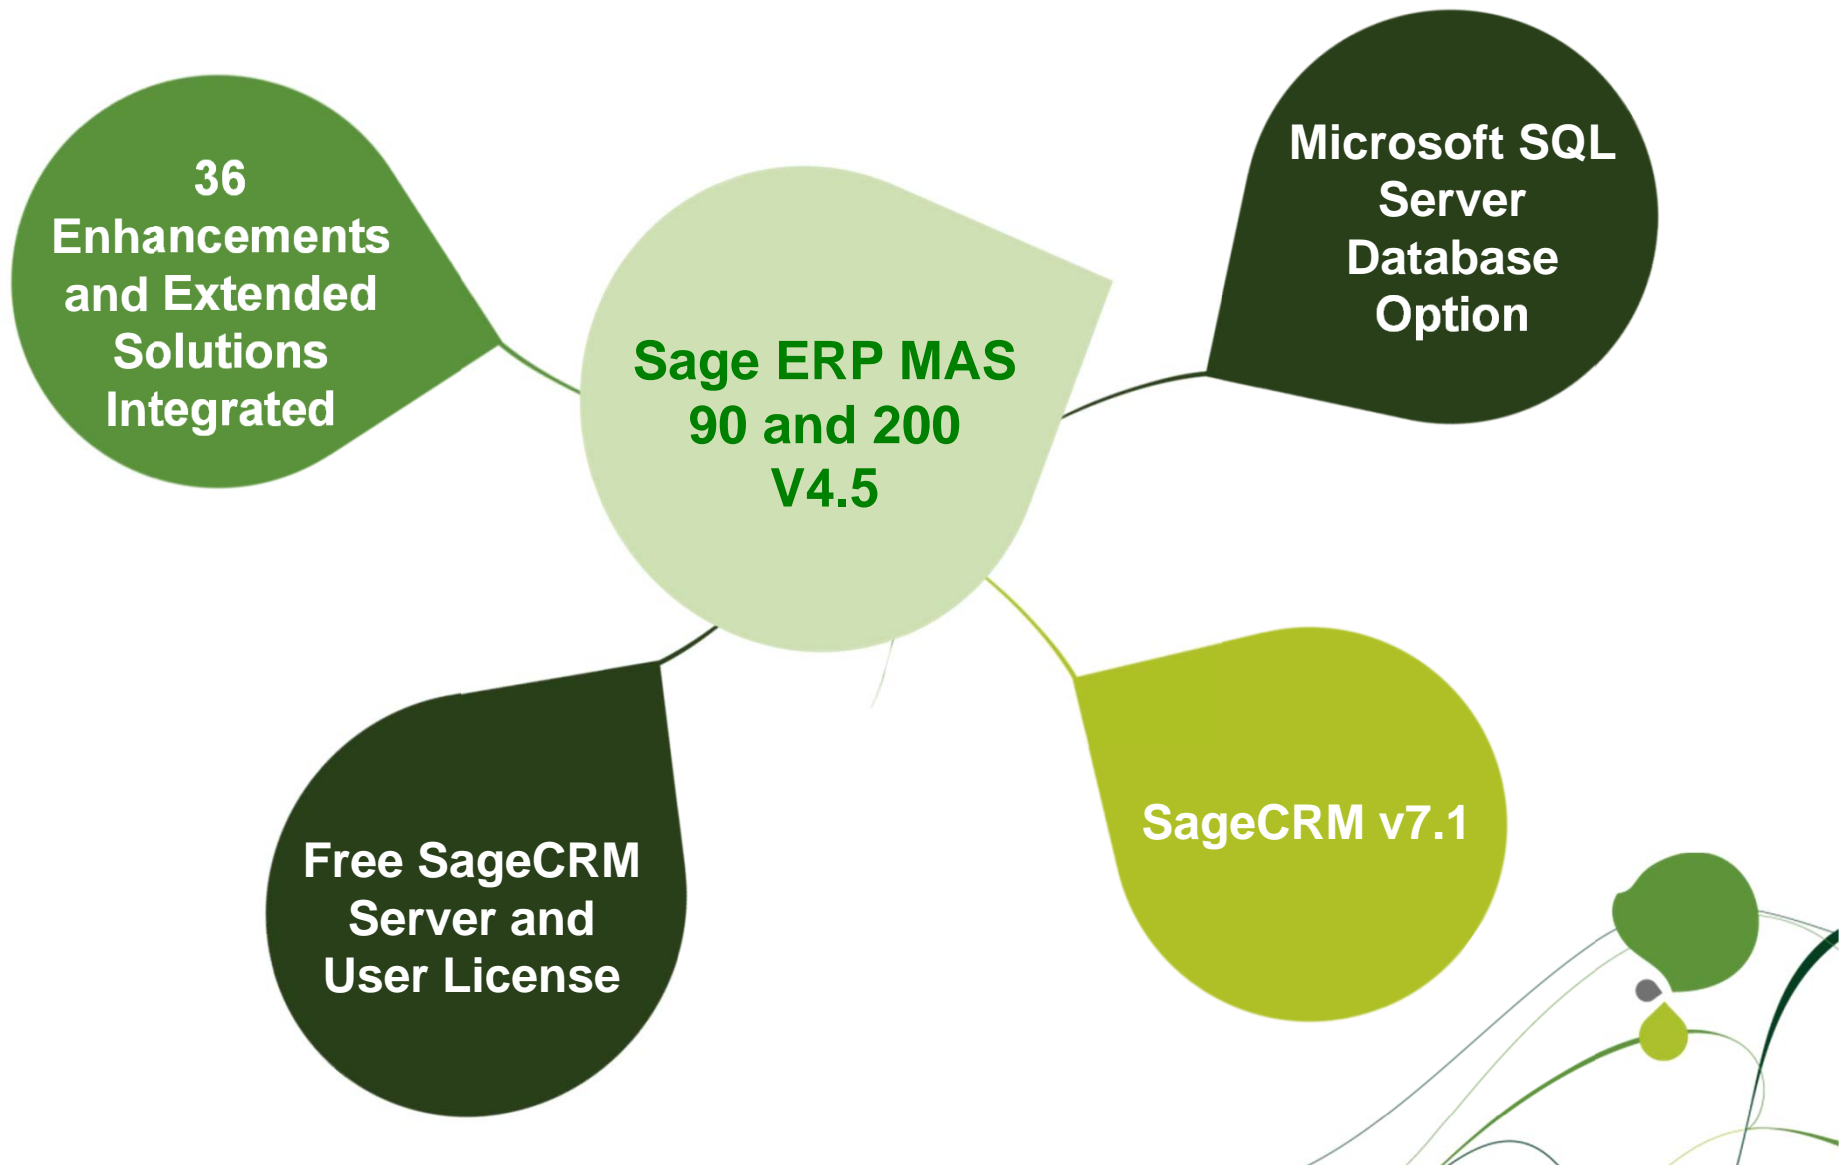 36
Enhancements
and Extended
Solutions
Integrated
Microsoft SQL
Server
Database
Option
Sage ERP MAS
90 and 200
V4.5
Free SageCRM
Server and
User License
SageCRM v7.1